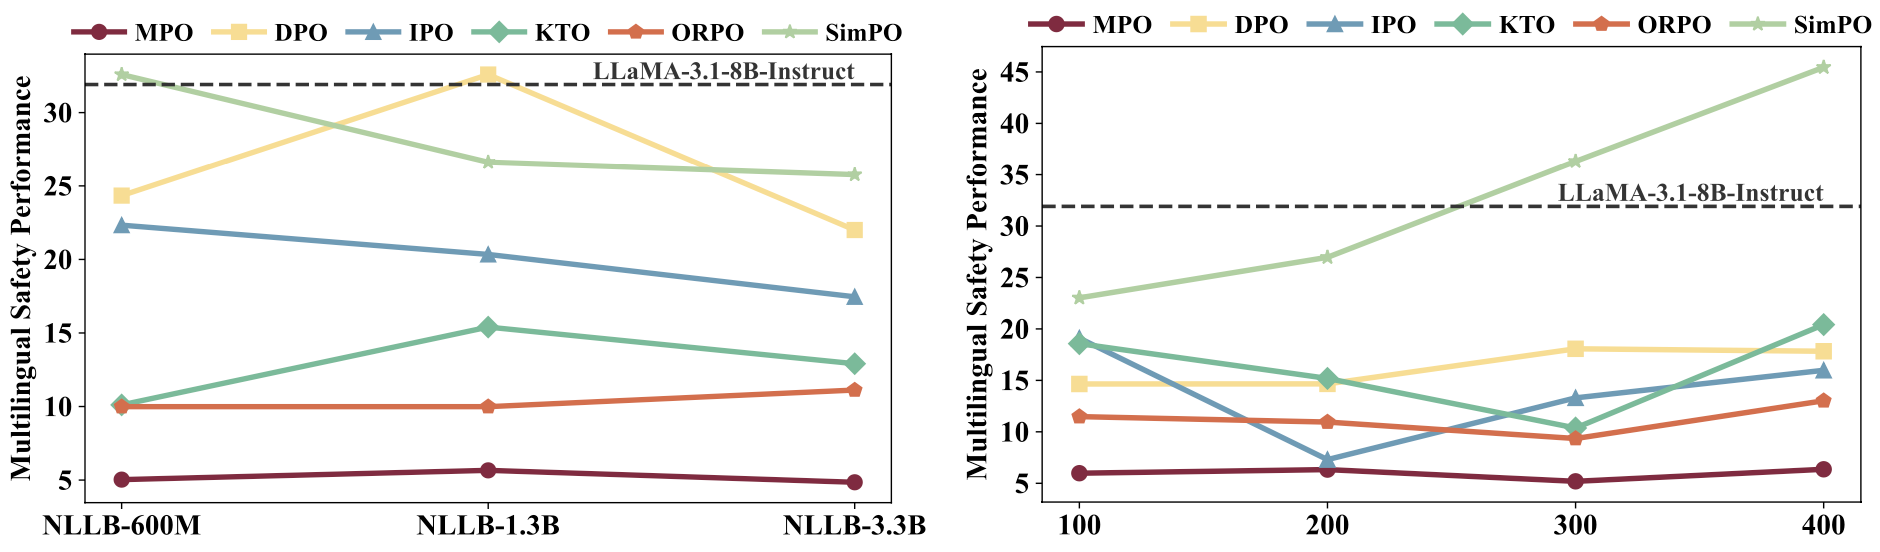 MPO DPO IPO KTO ORPO SimPO
Multilingual Safety Performance
30
25
20
15
10
5
LLaMA-3.1-8B-Instruct
NLLB-600M NLLB-1.3B NLLB-3.3B
MPO DPO IPO KTO ORPO SimPO
Multilingual Safety Performance
45
40
35
30
25
20
15
10
5
LLaMA-3.1-8B-Instruct
100 200 300 400